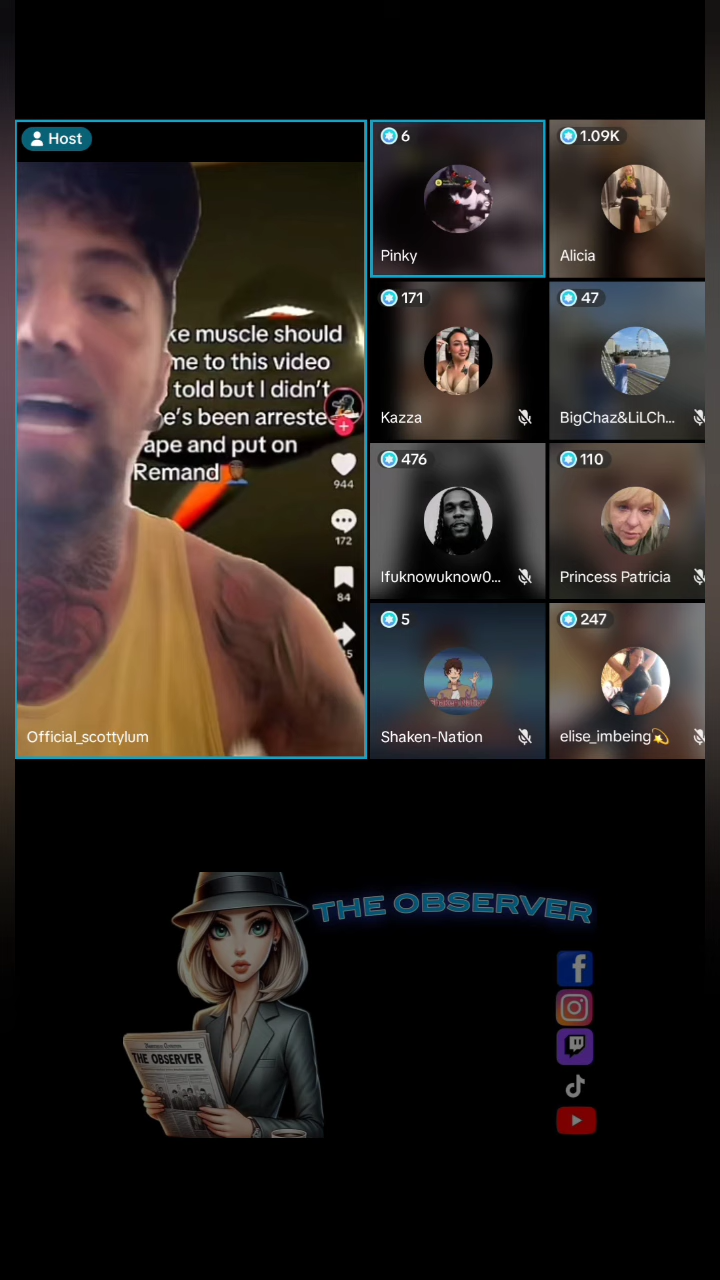 Host
ke muscle should
me to this video
told but I didn't
e's been arreste
ape and put on
Remand
944
172
84
5
Official_scottylum
6
Pinky
1.09K
Alicia
171
Kazza
47
BigChaz&LiLCh...
476
Ifuknowuknow0...
110
Princess Patricia
5
Shaken-Nation
247
elise_imbeing
THE OBSERVER
THE OBSERVER